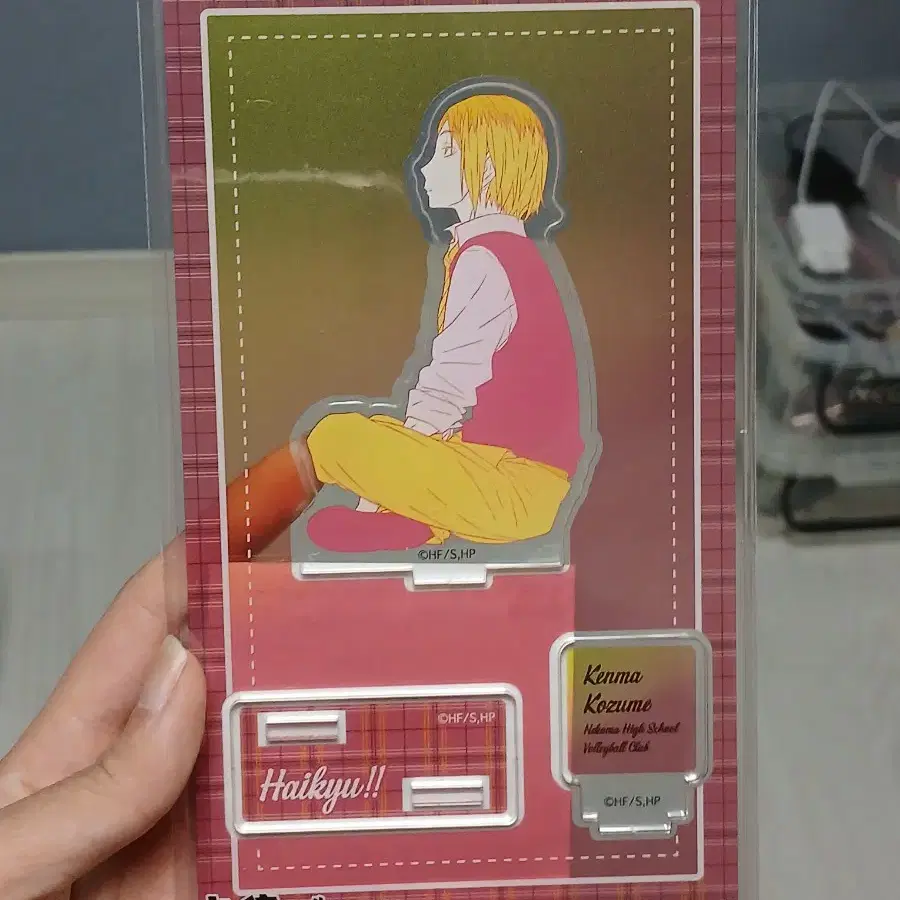 ©HF/S,HP
©HF/S,HP
Haikyu!!
Kenma
Kozume
Nekoma High School
Volleyball Club
©HF/S,HP